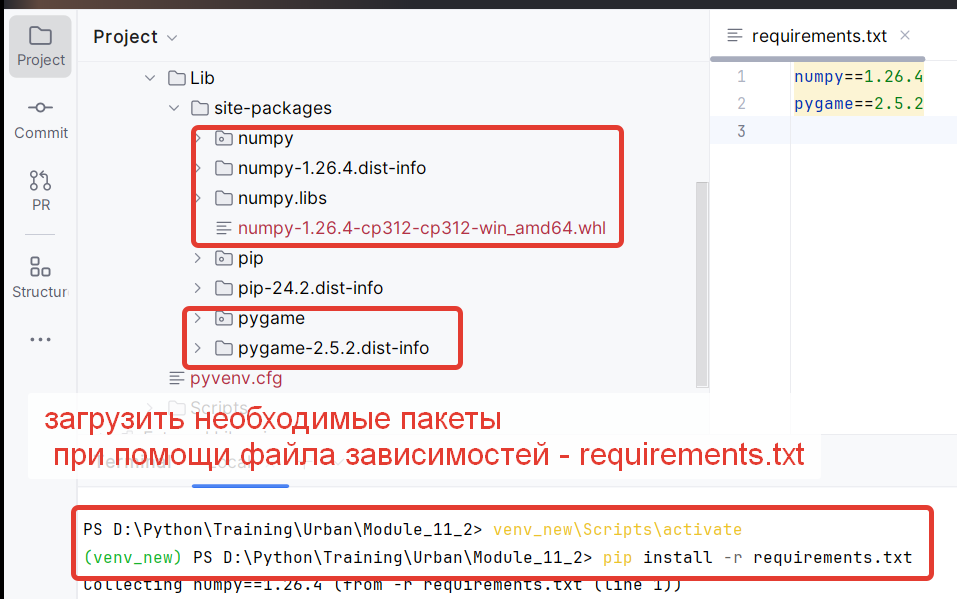 Project
requirements.txt
Project
Commit
PR
Structur
Lib
site-packages
numpy
numpy-1.26.4.dist-info
numpy.libs
numpy-1.26.4-cp312-cp312-win_amd64.whl
pip
pip-24.2.dist-info
pygame
pygame-2.5.2.dist-info
pyvenv.cfg
Scripts
1 numpy==1.26.4
2 pygame==2.5.2
3
загрузить необходимые пакеты
при помощи файла зависимостей - requirements.txt
PS D:\Python\Training\Urban\Module_11_2> venv_new\Scripts\activate
(venv_new) PS D:\Python\Training\Urban\Module_11_2> pip install -r requirements.txt
Collecting numpy==1.26.4 (from -r requirements.txt (line 1))